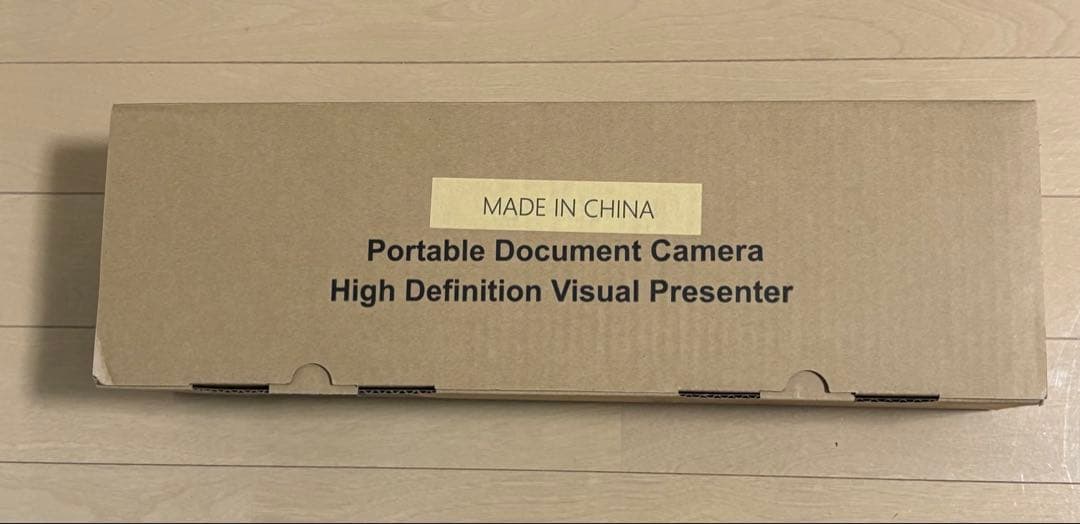 MADE IN CHINA
Portable Document Camera
High Definition Visual Presenter